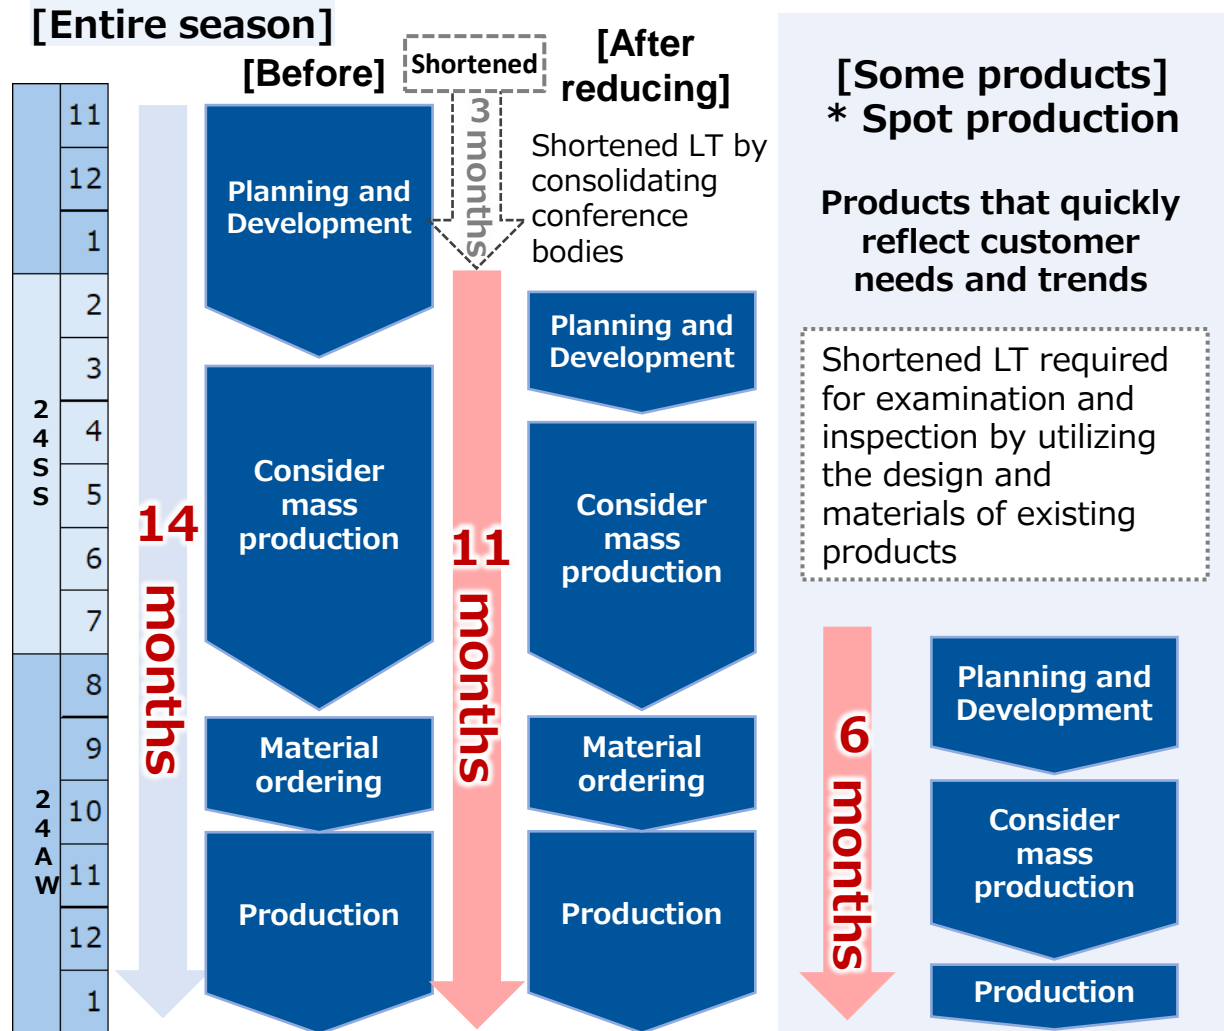 [Entire season]
[Before]
Shortened
3 months
[After
reducing]
Shortened LT by
consolidating
conference
bodies
11
12
1
2
3
4
5
6
7
8
9
10
11
12
1
24SS
24AW
14
months
Planning and
Development
Consider
mass
production
Material
ordering
Production
11
months
Planning and
Development
Consider
mass
production
Material
ordering
Production
[Some products]
* Spot production
Products that quickly
reflect customer
needs and trends
Shortened LT required
for examination and
inspection by utilizing
the design and
materials of existing
products
6
months
Planning and
Development
Consider
mass
production
Production